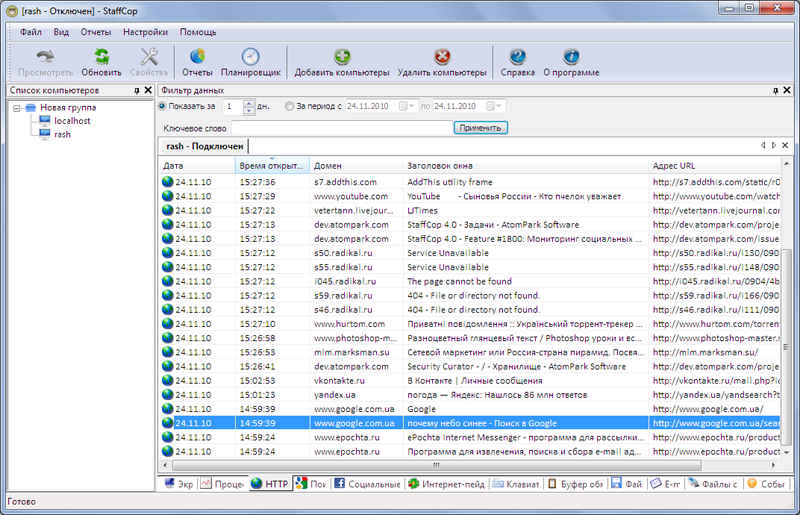 [rash - Отключен] - StaffCop
Файл Вид Отчеты Настройки Помощь
Просмотреть Обновить Свойства Отчеты Планировщик Добавить компьютеры Удалить компьютеры Справка О программе
Список компьютеров
Новая группа
localhost
rash
Фильтр данных
Показать за 1 дн. За период с 24.11.2010 по 24.11.2010
Ключевое слово Применить
rash - Подключен
Дата Время открыт... Домен Заголовок окна Адрес URL
24.11.10 15:27:36 s7.addthis.com AddThis utility frame http://s7.addthis.com/static/r0
24.11.10 15:27:29 www.youtube.com YouTube - Сыновья России - Кто пчелок уважает http://www.youtube.com/watch
24.11.10 15:27:22 vetertann.livejour... LJTimes http://vetertann.livejournal.com
24.11.10 15:27:13 dev.atompark.com StaffCop 4.0 - Задачи - AtomPark Software http://dev.atompark.com/proje
24.11.10 15:27:13 dev.atompark.com StaffCop 4.0 - Feature #1800: Мониторинг социальных ... http://dev.atompark.com/issue
24.11.10 15:27:12 s50.radikal.ru Service Unavailable http://s50.radikal.ru/i130/090
24.11.10 15:27:12 s55.radikal.ru Service Unavailable http://s55.radikal.ru/i148/090
24.11.10 15:27:12 i045.radikal.ru The page cannot be found http://i045.radikal.ru/0904/4b
24.11.10 15:27:12 s59.radikal.ru 404 - File or directory not found. http://s59.radikal.ru/i166/090
24.11.10 15:27:12 s46.radikal.ru 404 - File or directory not found. http://s46.radikal.ru/i111/090
24.11.10 15:27:10 www.hurtom.com Приватні повідомлення :: Український торрент-трекер ... http://www.hurtom.com/torren
24.11.10 15:26:58 www.photoshop-m... Разноцветный глянцевый текст / Photoshop уроки и вс... http://www.photoshop-master.
24.11.10 15:26:53 mlm.marksman.su Сетевой маркетинг или Россия-страна пирамид. Посвя... http://mlm.marksman.su/
24.11.10 15:26:41 dev.atompark.com Security Curator - / - Хранилище - AtomPark Software http://dev.atompark.com/proje
24.11.10 15:02:53 vkontakte.ru В Контакте | Личные сообщения http://vkontakte.ru/mail.php?id
24.11.10 15:01:23 yandex.ua погода — Яндекс: Нашлось 86 млн ответов http://yandex.ua/yandsearch?t
24.11.10 14:59:39 www.google.com.ua Google http://www.google.com.ua/
24.11.10 14:59:39 www.google.com.ua почему небо синее - Поиск в Google http://www.google.com.ua/sear
24.11.10 14:59:24 www.epochta.ru ePochta Internet Messenger - программа для рассылки... http://www.epochta.ru/product
24.11.10 14:59:24 www.epochta.ru Программа для извлечения, поиска и сбора e-mail ад... http://www.epochta.ru/product
Экр Проце HTTP Пои Социальные Интернет-пейд Клавиат Буфер обм Фай. E-m Файлы с Собы
Готово